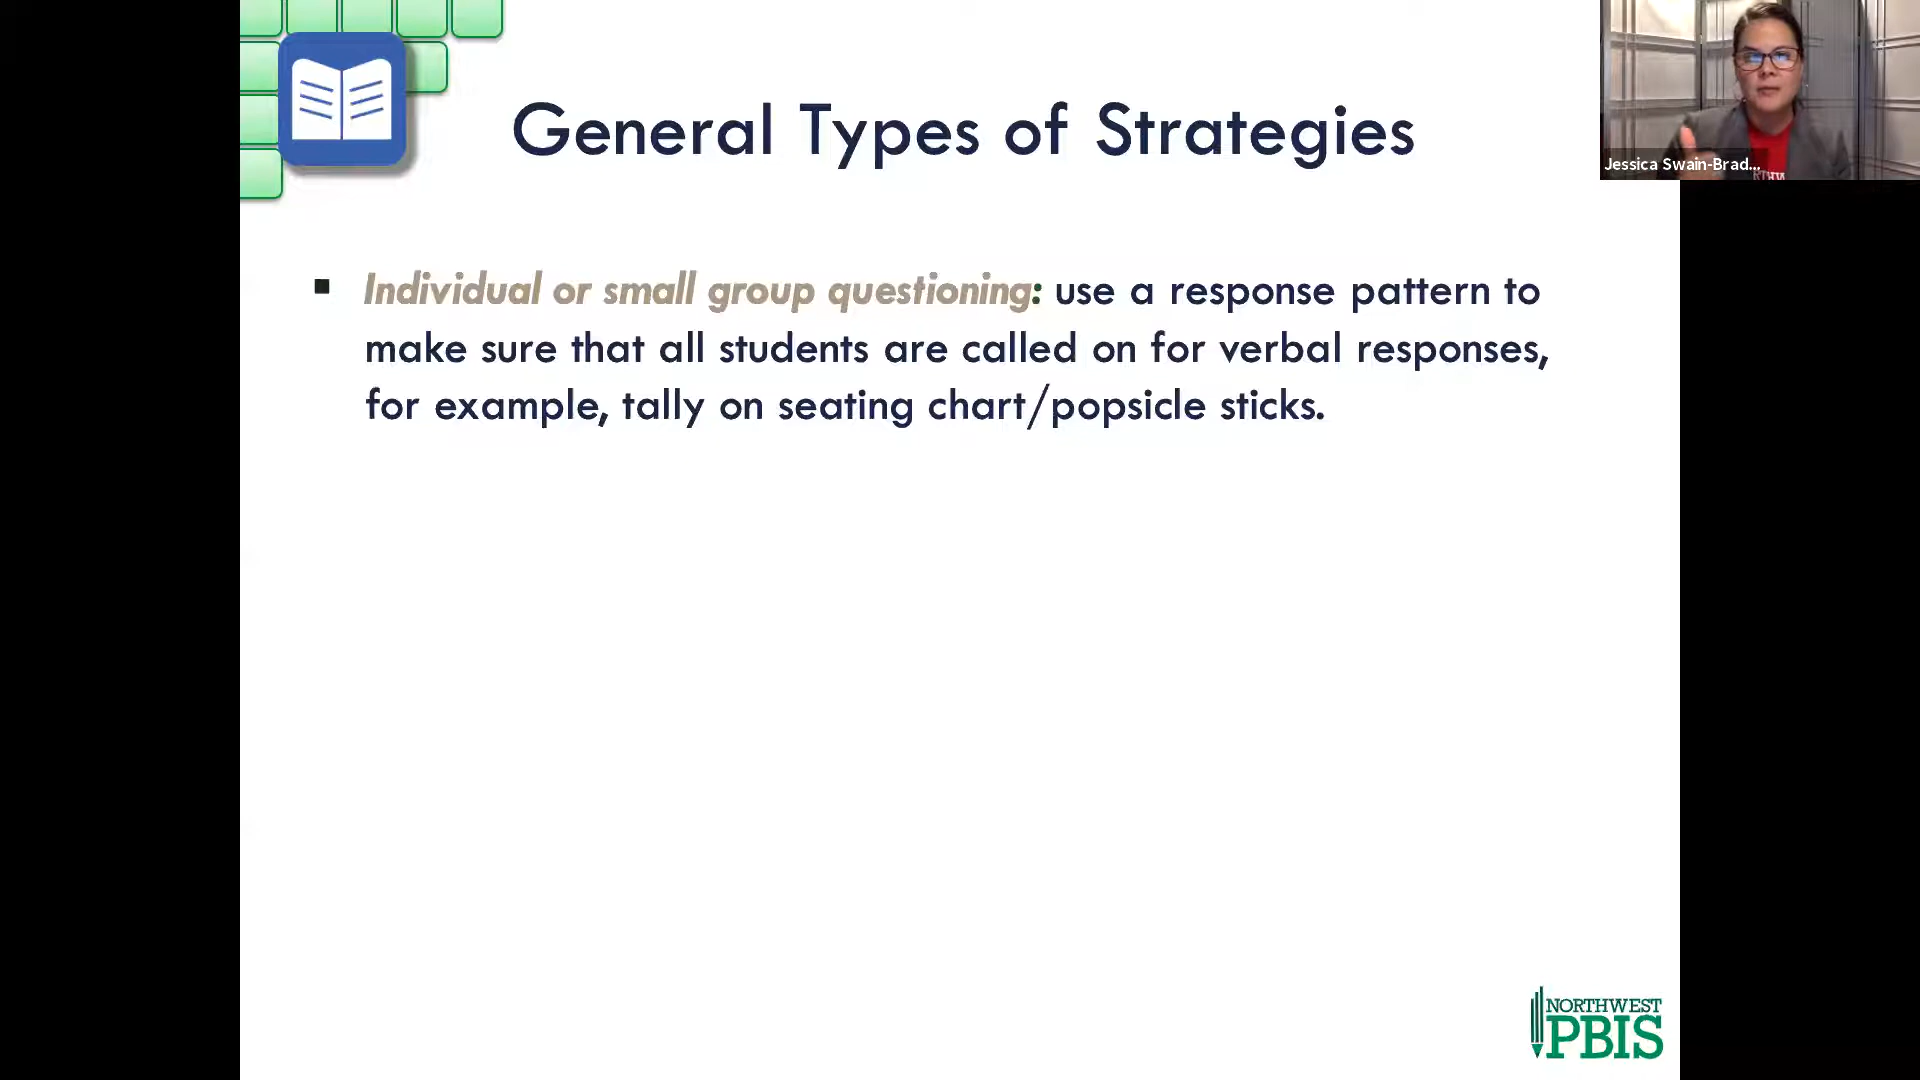 General Types of Strategies
Jessica Swain-Brad...
▪ Individual or small group questioning: use a response pattern to
make sure that all students are called on for verbal responses,
for example, tally on seating chart/popsicle sticks.
NORTHWEST
PBIS